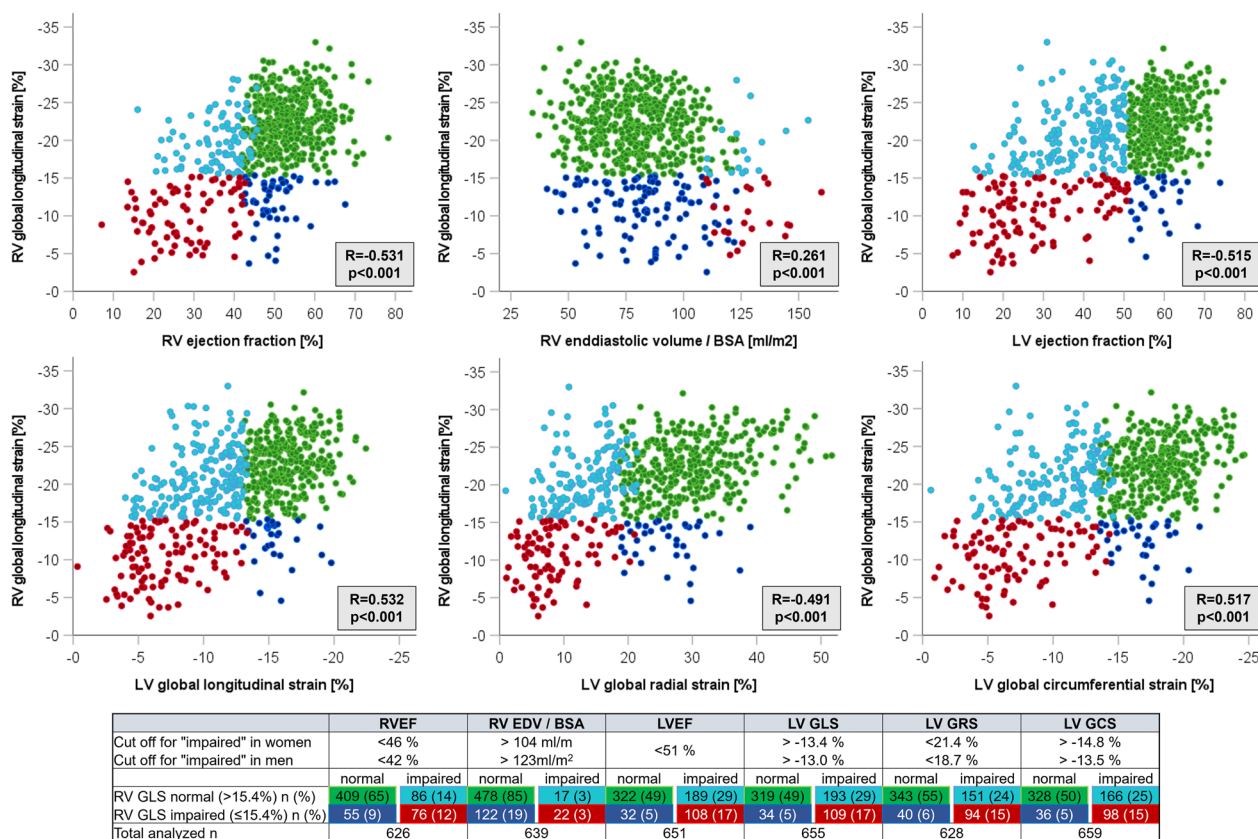 RV global longitudinal strain [%]
-35
-30
-25
-20
-15
-10
-5
-0
R=-0.531
p<0.001
0 10 20 30 40 50 60 70 80
RV ejection fraction [%]
RV global longitudinal strain [%]
-35
-30
-25
-20
-15
-10
-5
-0
R=0.261
p<0.001
25 50 75 100 125 150
RV enddiastolic volume / BSA [ml/m2]
RV global longitudinal strain [%]
-35
-30
-25
-20
-15
-10
-5
-0
R=-0.515
p<0.001
0 10 20 30 40 50 60 70 80
LV ejection fraction [%]
RV global longitudinal strain [%]
-35
-30
-25
-20
-15
-10
-5
-0
R=0.532
p<0.001
-0 -5 -10 -15 -20 -25
LV global longitudinal strain [%]
RV global longitudinal strain [%]
-35
-30
-25
-20
-15
-10
-5
-0
R=-0.491
p<0.001
0 10 20 30 40 50
LV global radial strain [%]
RV global longitudinal strain [%]
-35
-30
-25
-20
-15
-10
-5
-0
R=0.517
p<0.001
-0 -5 -10 -15 -20 -25
LV global circumferential strain [%]
RVEF RV EDV / BSA LVEF LV GLS LV GRS LV GCS
Cut off for "impaired" in women <46 % > 104 ml/m <51 % > -13.4 % <21.4 % > -14.8 %
Cut off for "impaired" in men <42 % > 123ml/m² > -13.0 % <18.7 % > -13.5 %
normal impaired normal impaired normal impaired normal impaired normal impaired normal impaired
RV GLS normal (>15.4%) n (%) 409 (65) 86 (14) 478 (85) 17 (3) 322 (49) 189 (29) 319 (49) 193 (29) 343 (55) 151 (24) 328 (50) 166 (25)
RV GLS impaired (≤15.4%) n (%) 55 (9) 76 (12) 122 (19) 22 (3) 32 (5) 108 (17) 34 (5) 109 (17) 40 (6) 94 (15) 36 (5) 98 (15)
Total analyzed n 626 639 651 655 628 659